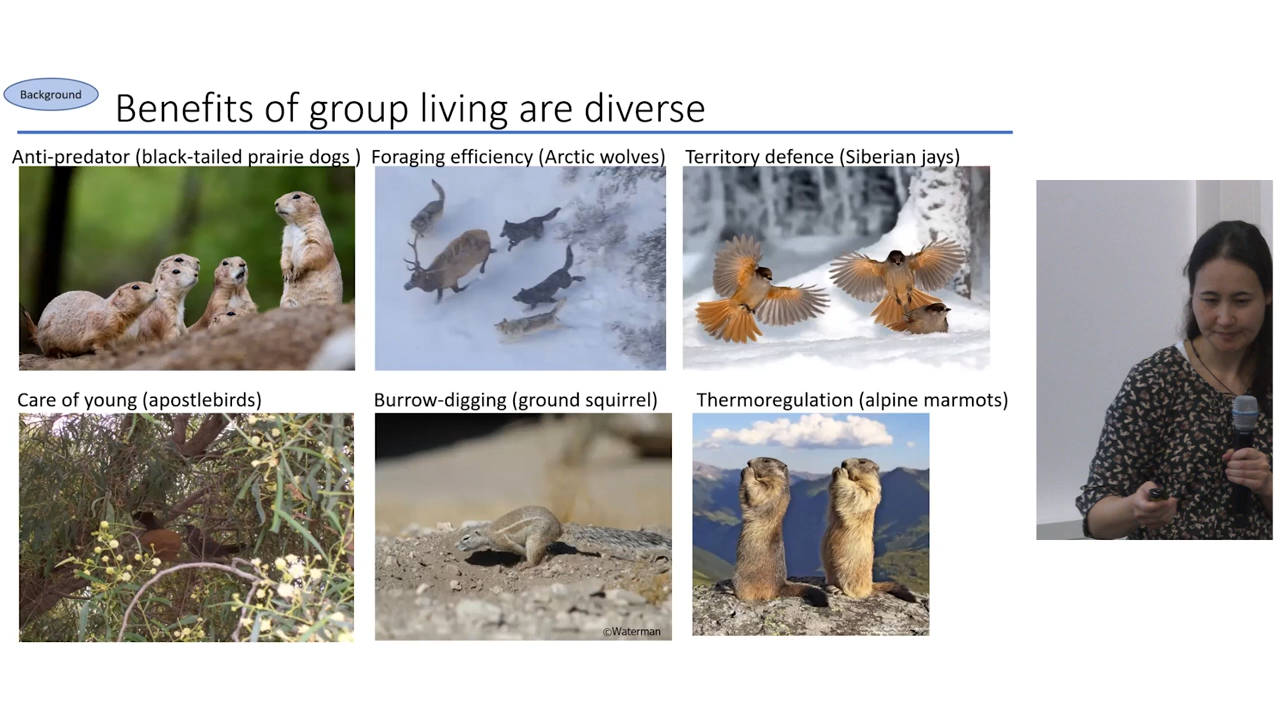 Background
Benefits of group living are diverse
Anti-predator (black-tailed prairie dogs )
Foraging efficiency (Arctic wolves)
Territory defence (Siberian jays)
Care of young (apostlebirds)
Burrow-digging (ground squirrel)
Thermoregulation (alpine marmots)
©Waterman